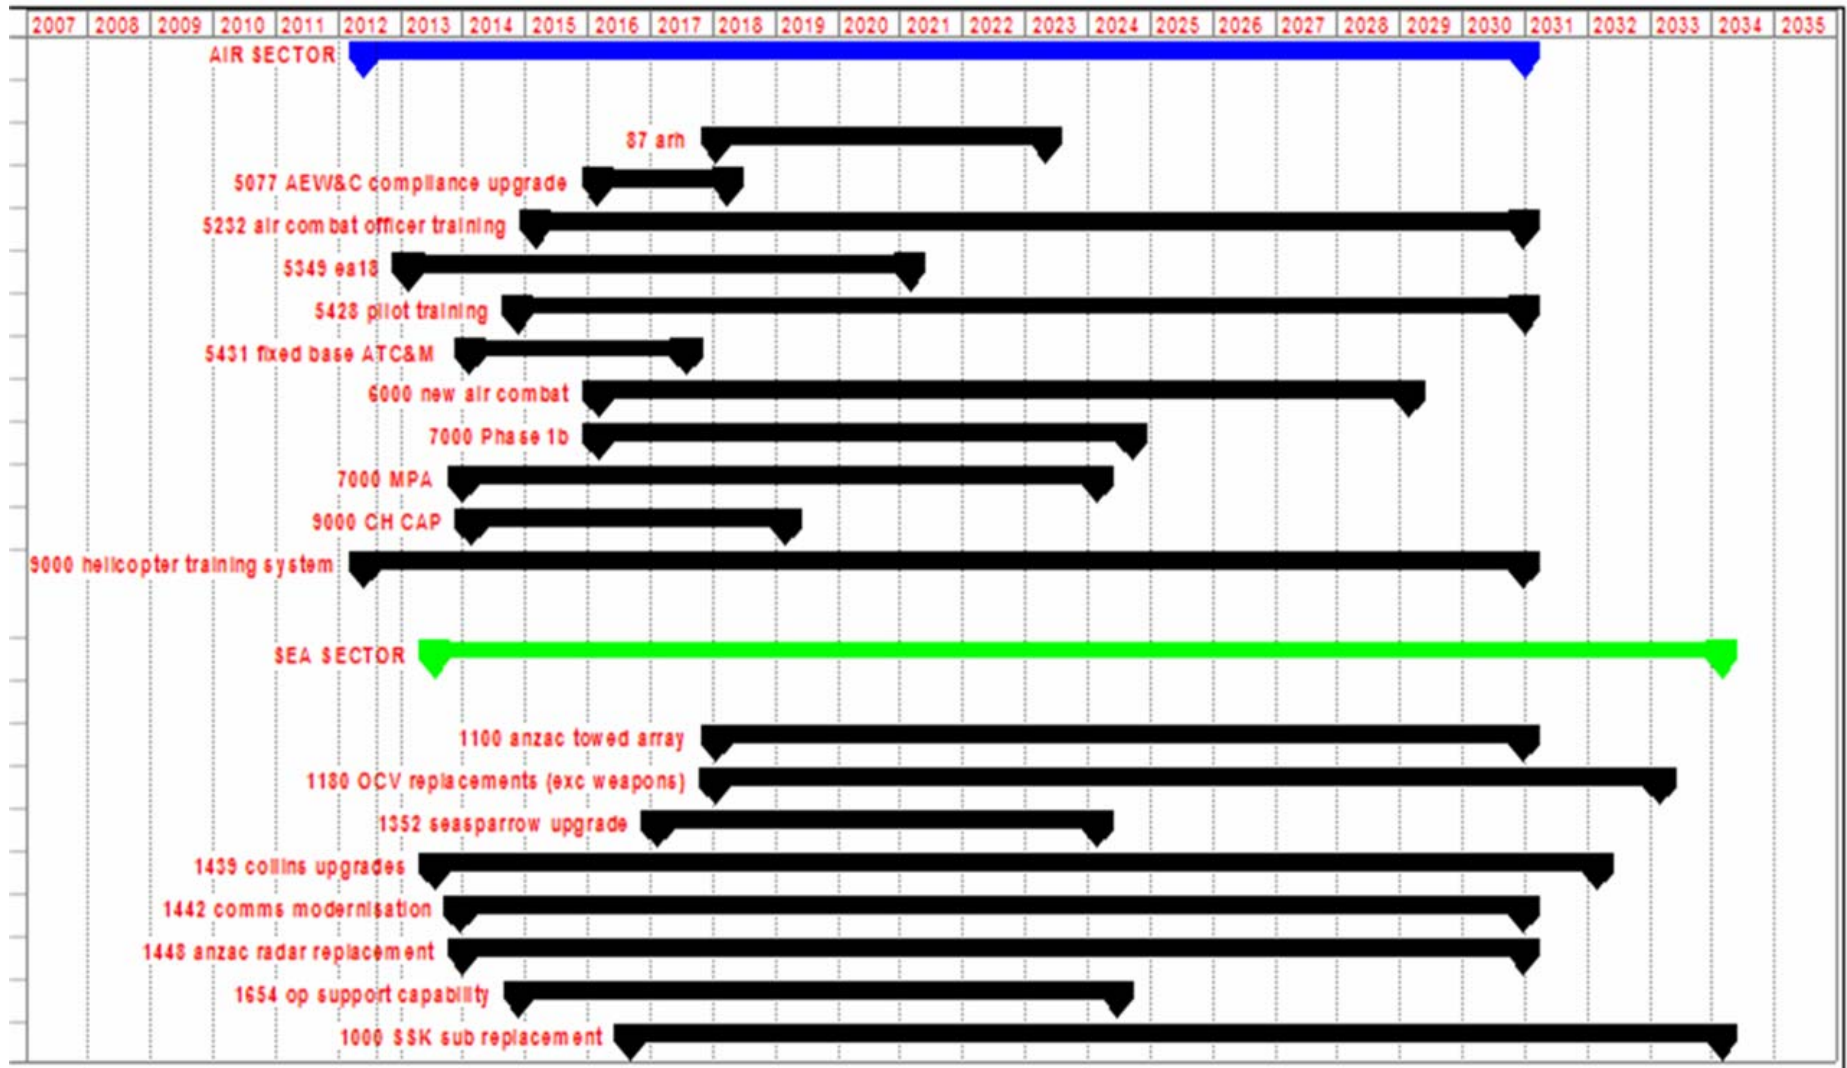 2007 2008 2009 2010 2011 2012 2013 2014 2015 2016 2017 2018 2019 2020 2021 2022 2023 2024 2025 2026 2027 2028 2029 2030 2031 2032 2033 2034 2035
AIR SECTOR
87 arh
5077 AEW&C compliance upgrade
5232 air combat officer training
5349 ea18
5428 pilot training
5431 fixed base ATC&M
6000 new air combat
7000 Phase 1b
7000 MPA
9000 CH CAP
9000 helicopter training system
SEA SECTOR
1100 anzac towed array
1180 OCV replacements (exc weapons)
1352 seasparrow upgrade
1439 collins upgrades
1442 comms modernisation
1448 anzac radar replacement
1654 op support capability
1000 SSK sub replacement